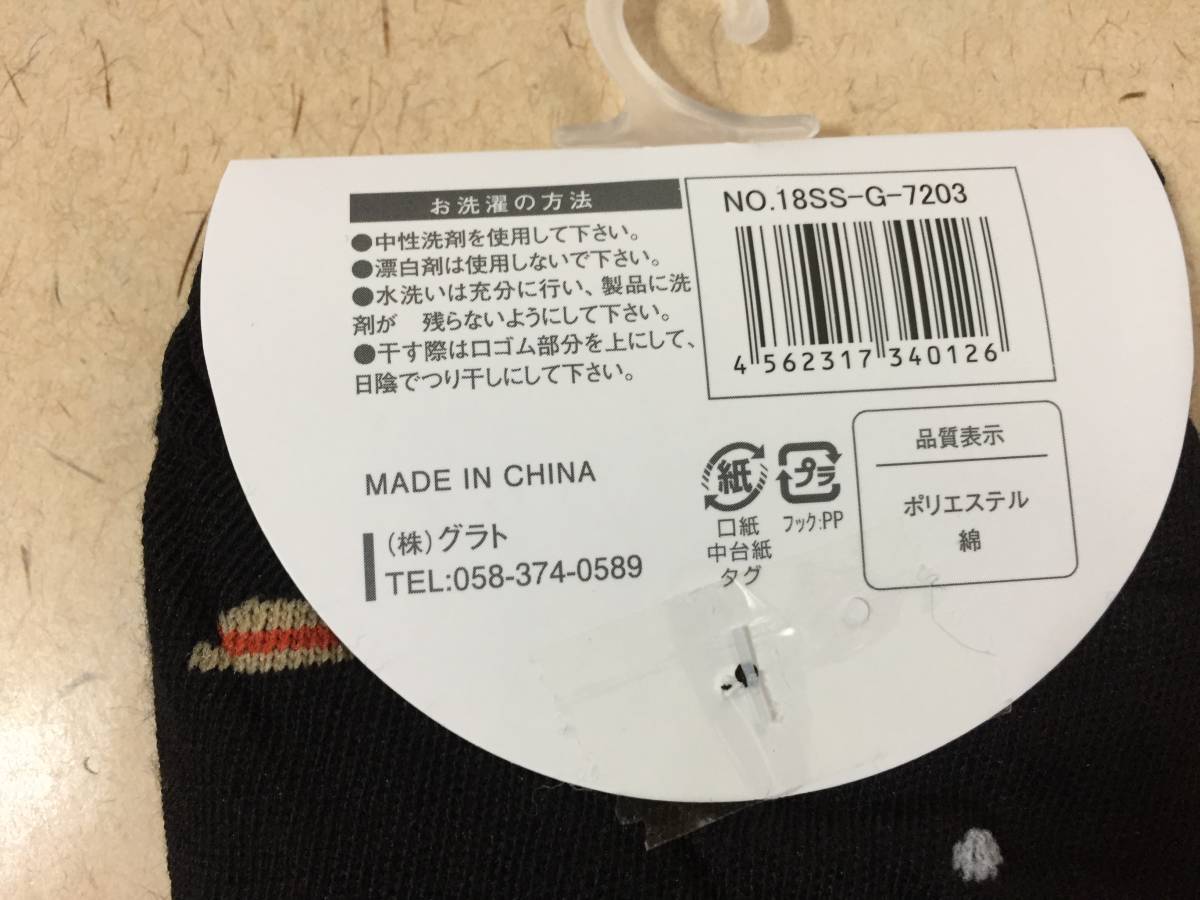 お洗濯の方法
●中性洗剤を使用して下さい。
●漂白剤は使用しないで下さい。
●水洗いは充分に行い、製品に洗
剤が 残らないようにして下さい。
●干す際は口ゴム部分を上にして、
日陰でつり干しにして下さい。
NO.18SS-G-7203
4 562317 340126
MADE IN CHINA
(株)グラト
TEL:058-374-0589
紙
口紙
中台紙
タグ
プラ
フック:PP
品質表示
ポリエステル
綿